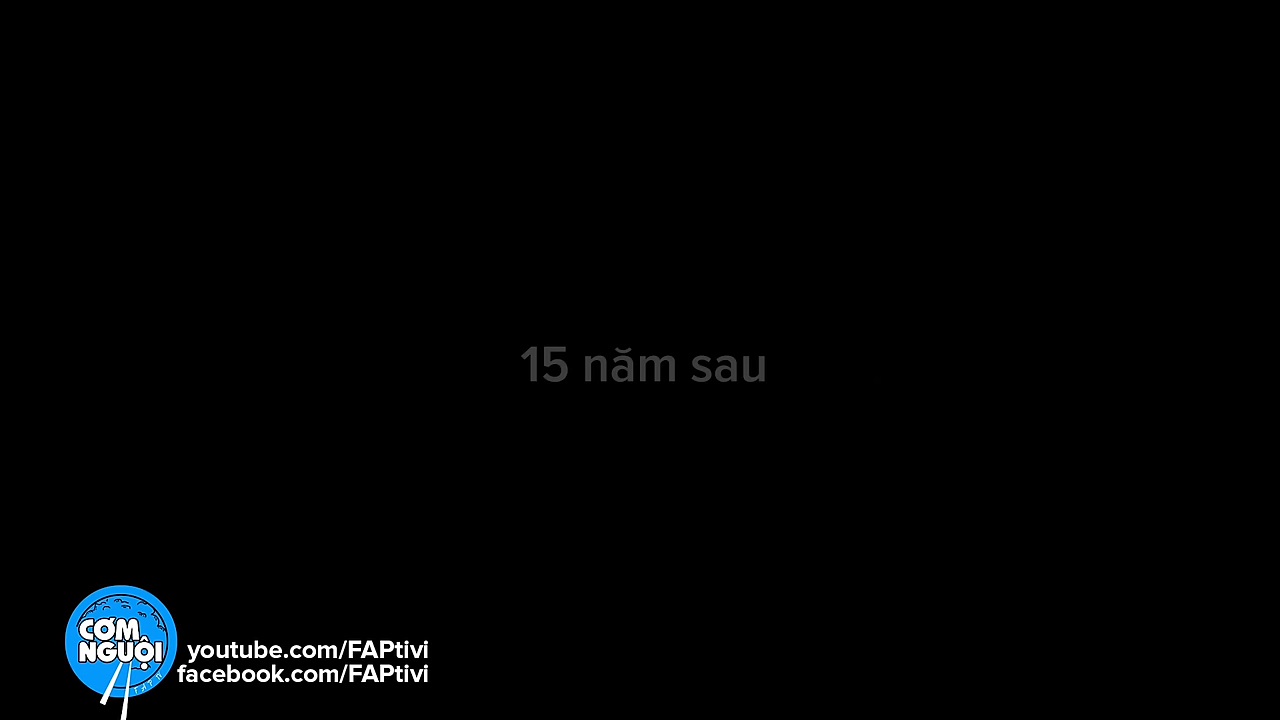 15 năm sau
CƠM
NGUỘI
youtube.com/FAPtivi
facebook.com/FAPtivi